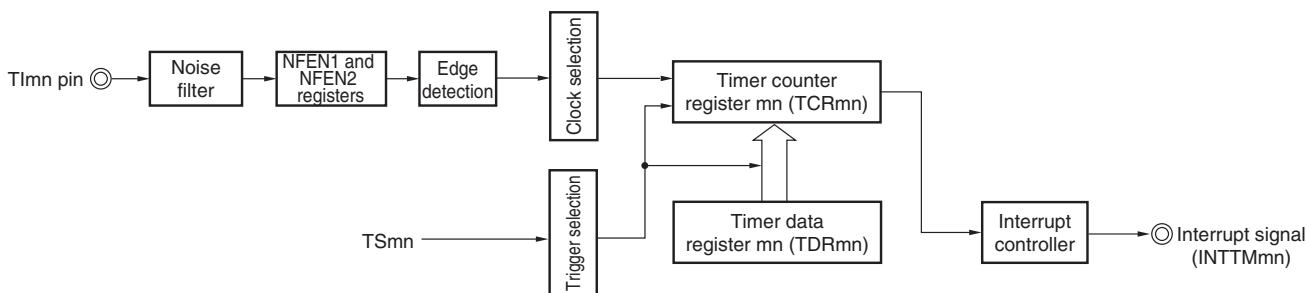 TImn pin
Noise
filter
NFEN1 and
NFEN2
registers
Edge
detection
Clock selection
Timer counter
register mn (TCRmn)
TSmn
Trigger selection
Timer data
register mn (TDRmn)
Interrupt
controller
Interrupt signal
(INTTMmn)